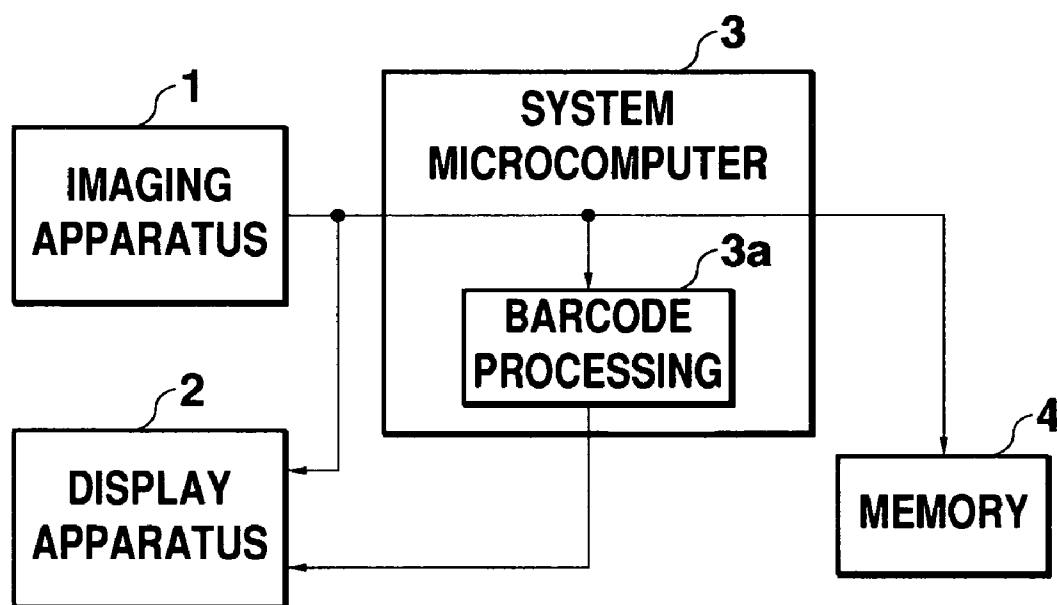 1
IMAGING
APPARATUS
3
SYSTEM
MICROCOMPUTER
3a
BARCODE
PROCESSING
2
DISPLAY
APPARATUS
4
MEMORY